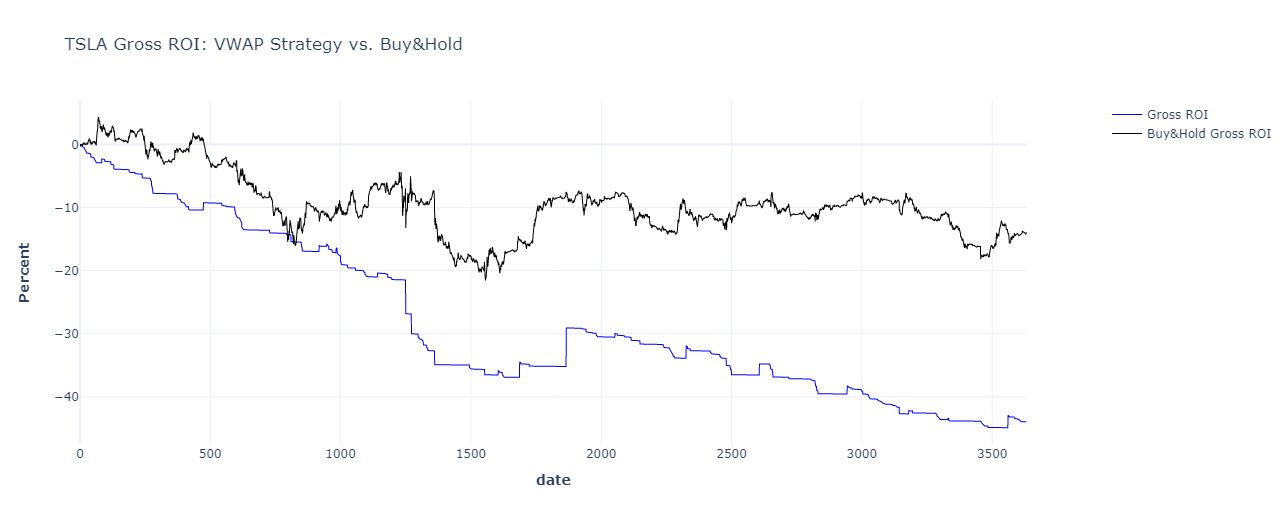 TSLA Gross ROI: VWAP Strategy vs. Buy&Hold
Gross ROI
Buy&Hold Gross ROI
Percent
0
−10
−20
−30
−40
0
500
1000
1500
2000
2500
3000
3500
date